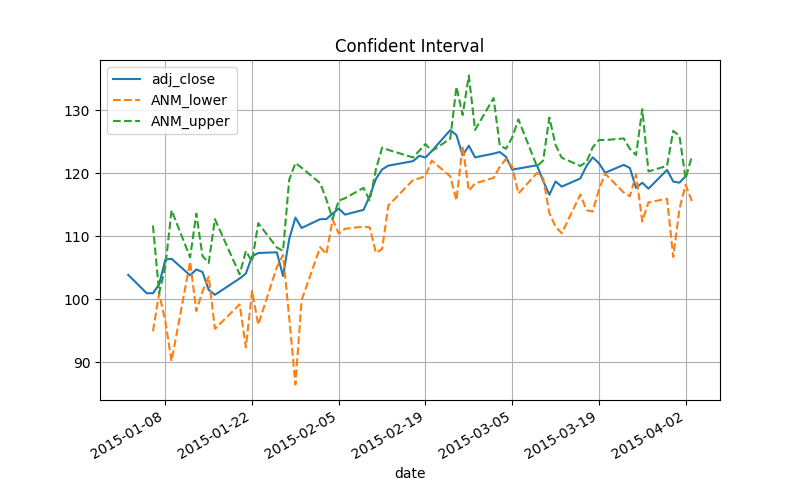 Confident Interval
adj_close
ANM_lower
ANM_upper
130
120
110
100
90
2015-01-08
2015-01-22
2015-02-05
2015-02-19
2015-03-05
2015-03-19
2015-04-02
date